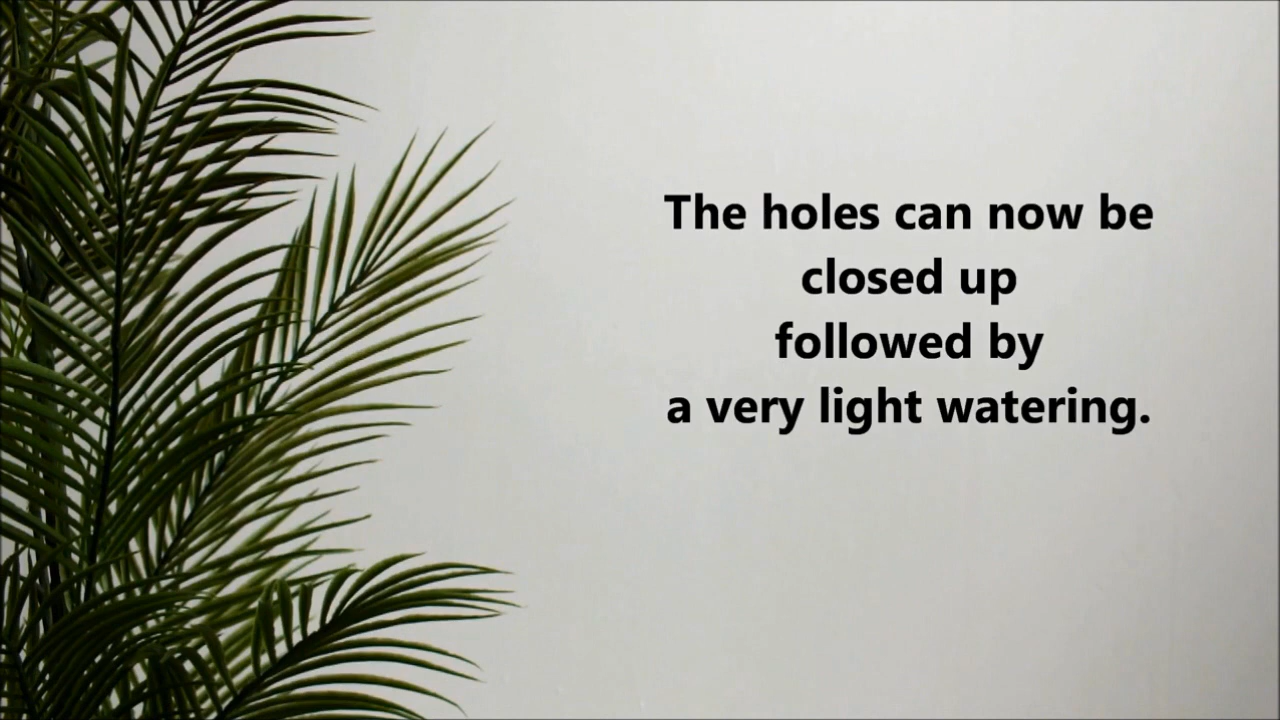 The holes can now be
closed up
followed by
a very light watering.